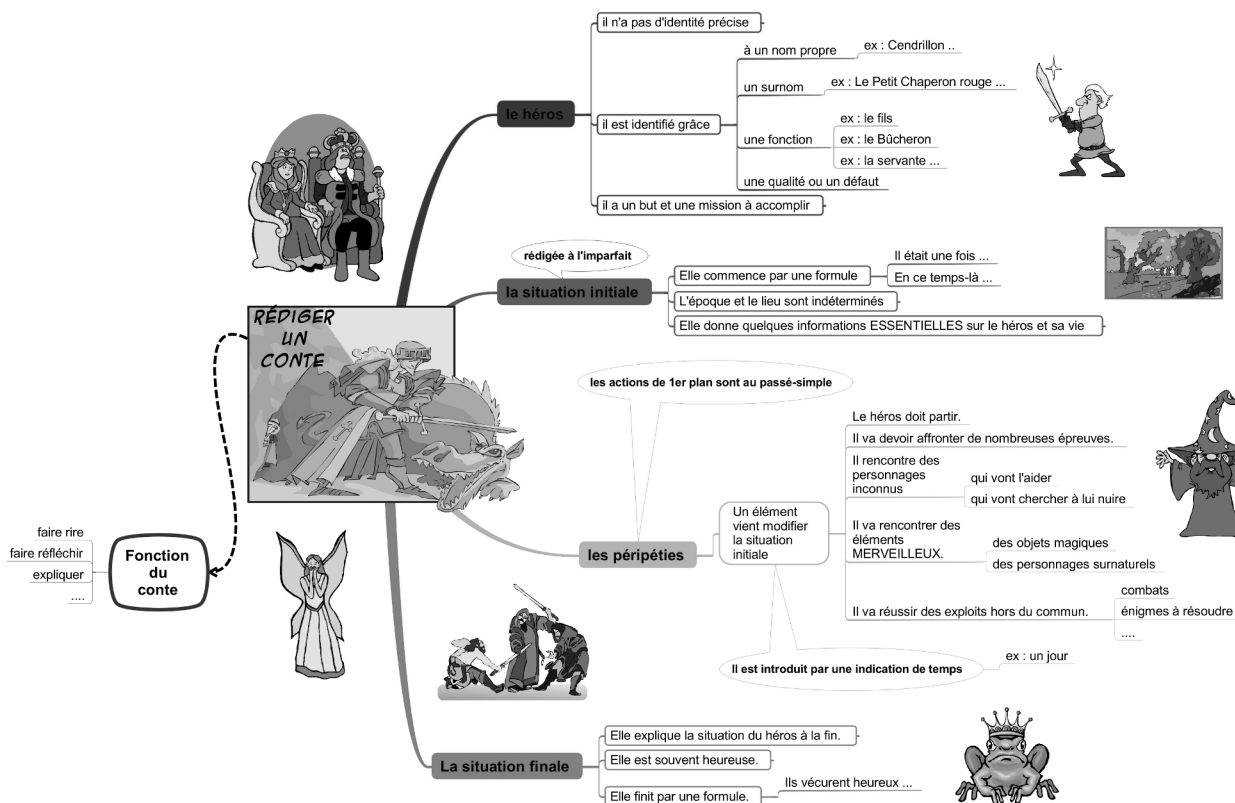 il n'a pas d'identité précise
à un nom propre
ex : Cendrillon ..
un surnom
ex : Le Petit Chaperon rouge ...
le héros
il est identifié grâce
une fonction
ex : le fils
ex : le Bûcheron
ex : la servante ...
une qualité ou un défaut
il a un but et une mission à accomplir
rédigée à l'imparfait
la situation initiale
Elle commence par une formule
Il était une fois ...
En ce temps-là ...
L'époque et le lieu sont indéterminés
Elle donne quelques informations ESSENTIELLES sur le héros et sa vie
RÉDIGER
UN
CONTE
les actions de 1er plan sont au passé-simple
les péripéties
Un élément
vient modifier
la situation
initiale
Le héros doit partir.
Il va devoir affronter de nombreuses épreuves.
Il rencontre des
personnages
inconnus
qui vont l'aider
qui vont chercher à lui nuire
Il va rencontrer des
éléments
MERVEILLEUX.
des objets magiques
des personnages surnaturels
Il va réussir des exploits hors du commun.
combats
énigmes à résoudre
....
Il est introduit par une indication de temps
ex : un jour
faire rire
faire réfléchir
expliquer
....
Fonction
du
conte
La situation finale
Elle explique la situation du héros à la fin.
Elle est souvent heureuse.
Elle finit par une formule.
Ils vécurent heureux ...